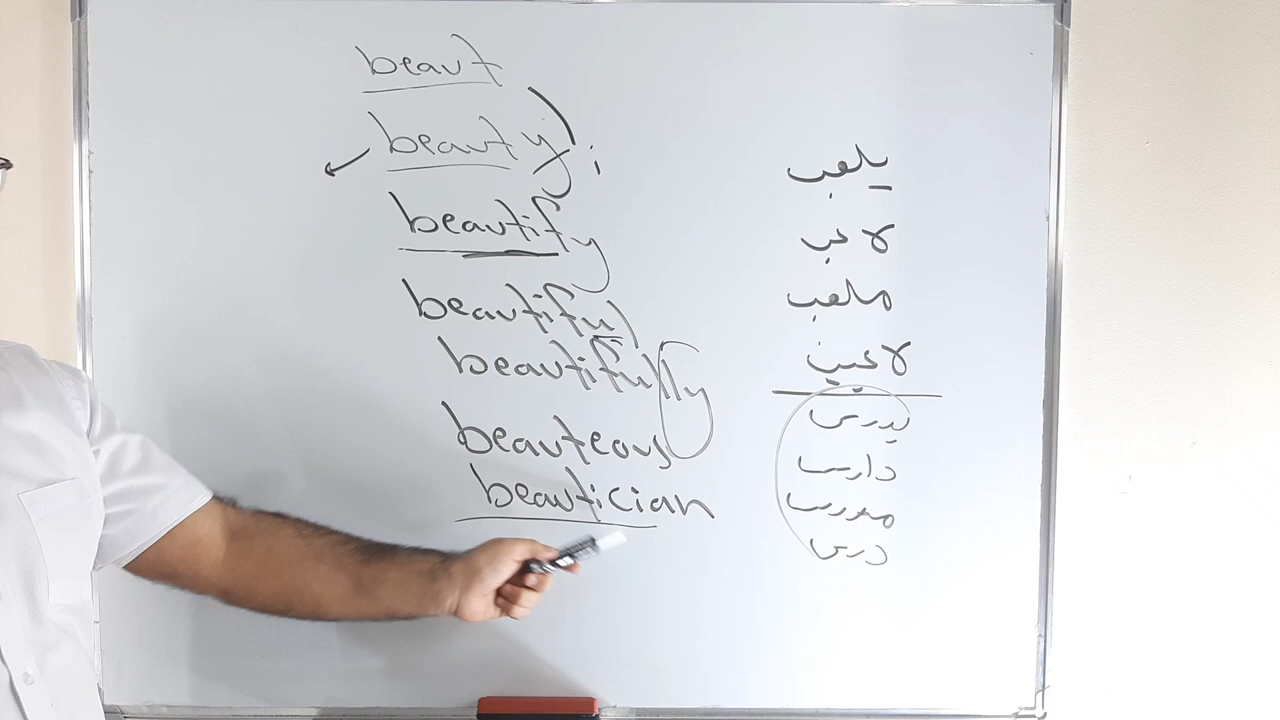 beaut
beauty ; i
beautify
beautiful
beautifully
beauteous
beautician
يلعب
لاعب
ملعب
لاعبين
يدرس
دارس
مدرس
درس